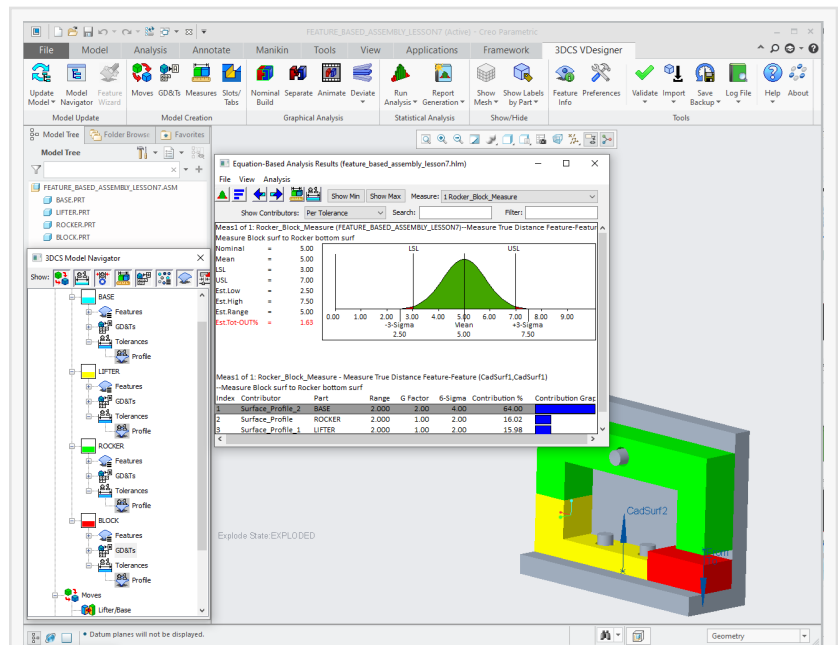 FEATURE_BASED_ASSEMBLY_LESSON7 (Active) - Creo Parametric
File Model Analysis Annotate Manikin Tools View Applications Framework 3DCS VDesigner
Update Model Model Navigator Feature Wizard Moves GD&Ts Measures Slots/ Tabs Nominal Build Separate Animate Deviate Run Analysis Report Generation Show Mesh Show Labels by Part Feature Info Preferences Validate Import Save Backup Log File Help About
Model Update Model Creation Graphical Analysis Statistical Analysis Show/Hide Tools
Model Tree Folder Browse Favorites
Model Tree
FEATURE_BASED_ASSEMBLY_LESSON7.ASM
BASE.PRT
LIFTER.PRT
ROCKER.PRT
BLOCK.PRT
3DCS Model Navigator
Show:
BASE
Features
GD&Ts
Tolerances
Profile
LIFTER
Features
GD&Ts
Tolerances
Profile
ROCKER
Features
GD&Ts
Tolerances
Profile
BLOCK
Features
GD&Ts
Tolerances
Profile
Moves
Lifter/Base
Equation-Based Analysis Results (feature_based_assembly_lesson7.hlm)
File View Analysis
Show Min Show Max Measure: 1 Rocker_Block_Measure
Show Contributors: Per Tolerance Search: Filter:
Meas1 of 1: Rocker_Block_Measure (FEATURE_BASED_ASSEMBLY_LESSON7)--Measure True Distance Feature-Featur
Measure Block surf to Rocker bottom surf
Nominal = 5.00
Mean = 5.00
LSL = 3.00
USL = 7.00
Est.Low = 2.50
Est.High = 7.50
Est.Range = 5.00
Est.Tot-OUT% = 1.63
LSL USL
0.00 1.00 2.00 3.00 4.00 5.00 6.00 7.00 8.00 9.00
-3-Sigma Mean +3-Sigma
2.50 5.00 7.50
Meas1 of 1: Rocker_Block_Measure - Measure True Distance Feature-Feature (CadSurf1,CadSurf1)
--Measure Block surf to Rocker bottom surf
Index Contributor Part Range G Factor 6-Sigma Contribution % Contribution Grap
1 Surface_Profile_2 BASE 2.000 2.00 4.00 64.00
2 Surface_Profile ROCKER 2.000 1.00 2.00 16.02
3 Surface_Profile_1 LIFTER 2.000 1.00 2.00 15.98
CadSurf2
Explode State:EXPLODED
Datum planes will not be displayed.
Geometry